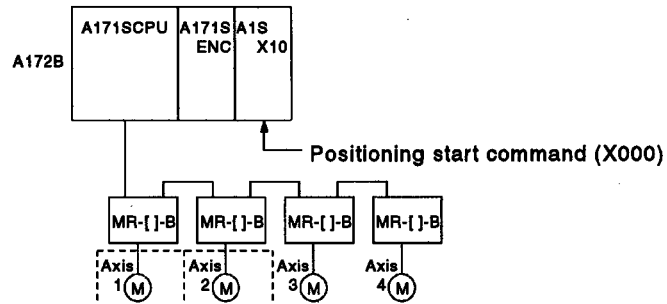 A171SCPU A171S A1S
ENC X10
A172B
Positioning start command (X000)
MR-[ ]-B MR-[ ]-B MR-[ ]-B MR-[ ]-B
Axis Axis Axis Axis
1 M 2 M 3 M 4 M